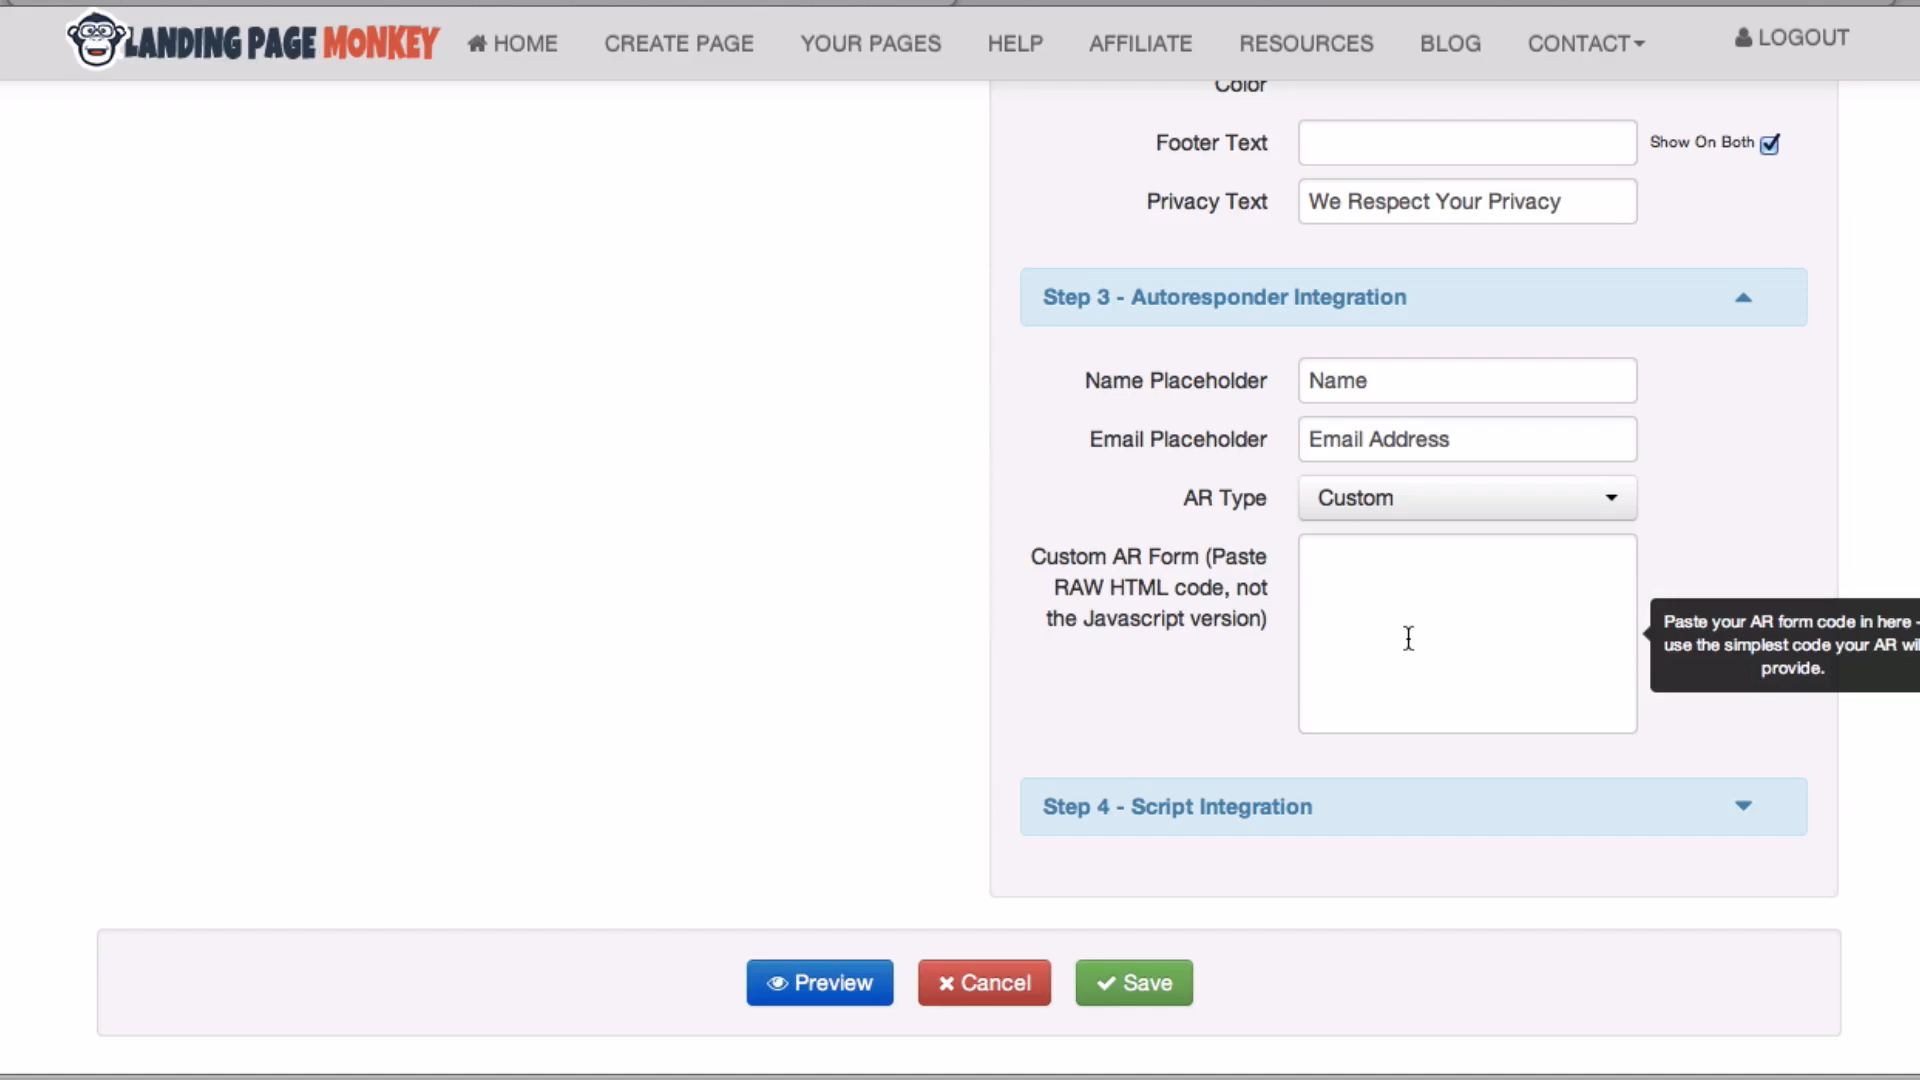 LANDING PAGE MONKEY HOME CREATE PAGE YOUR PAGES HELP AFFILIATE RESOURCES BLOG CONTACT LOGOUT
Color
Footer Text Show On Both
Privacy Text We Respect Your Privacy
Step 3 - Autoresponder Integration
Name Placeholder Name
Email Placeholder Email Address
AR Type Custom
Custom AR Form (Paste
RAW HTML code, not
the Javascript version)
Paste your AR form code in here -
use the simplest code your AR will
provide.
Step 4 - Script Integration
Preview Cancel Save